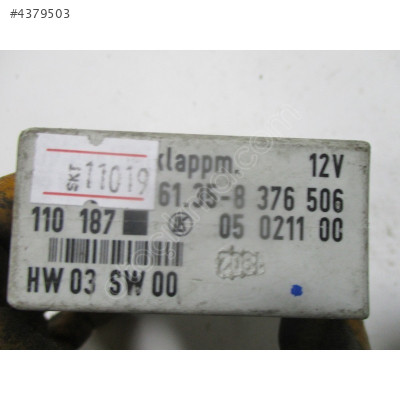 #4379503
klappm. 12V
SKT 11019
61.35-8 376 506
110 187 05 0211 00
HW 03 SW 00